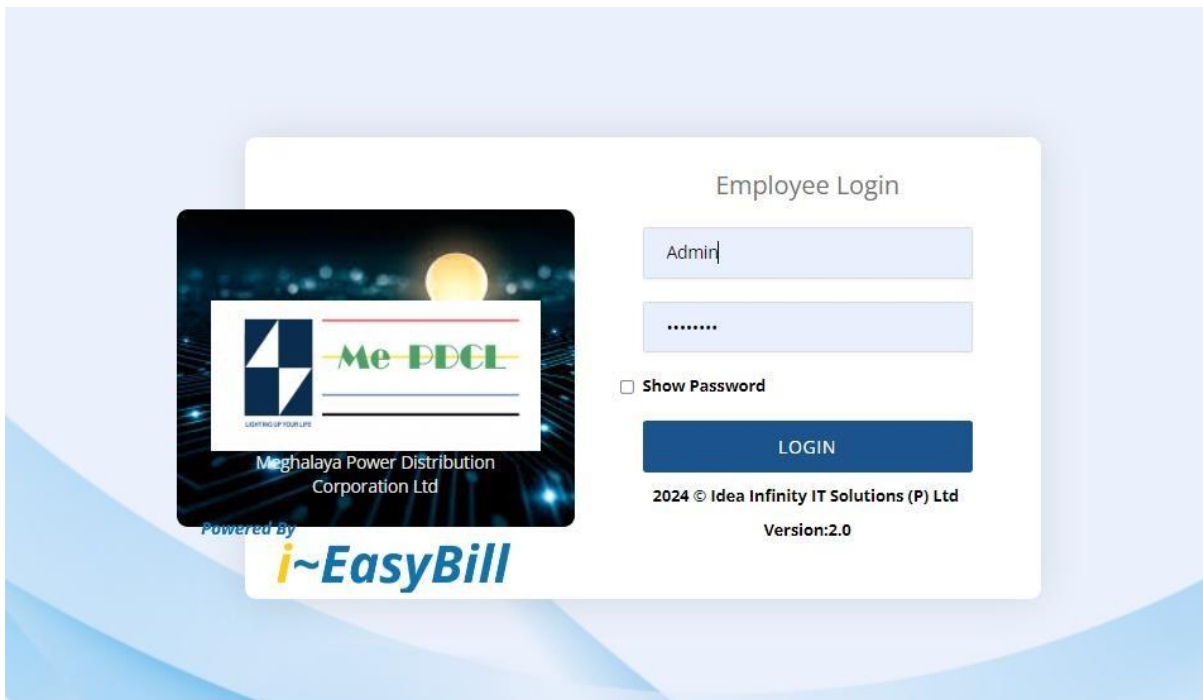 Employee Login
Admin
••••••••
Show Password
LOGIN
2024 © Idea Infinity IT Solutions (P) Ltd
Version:2.0
Me PDCL
LIGHTING UP YOUR LIFE
Meghalaya Power Distribution
Corporation Ltd
Powered By
i~EasyBill